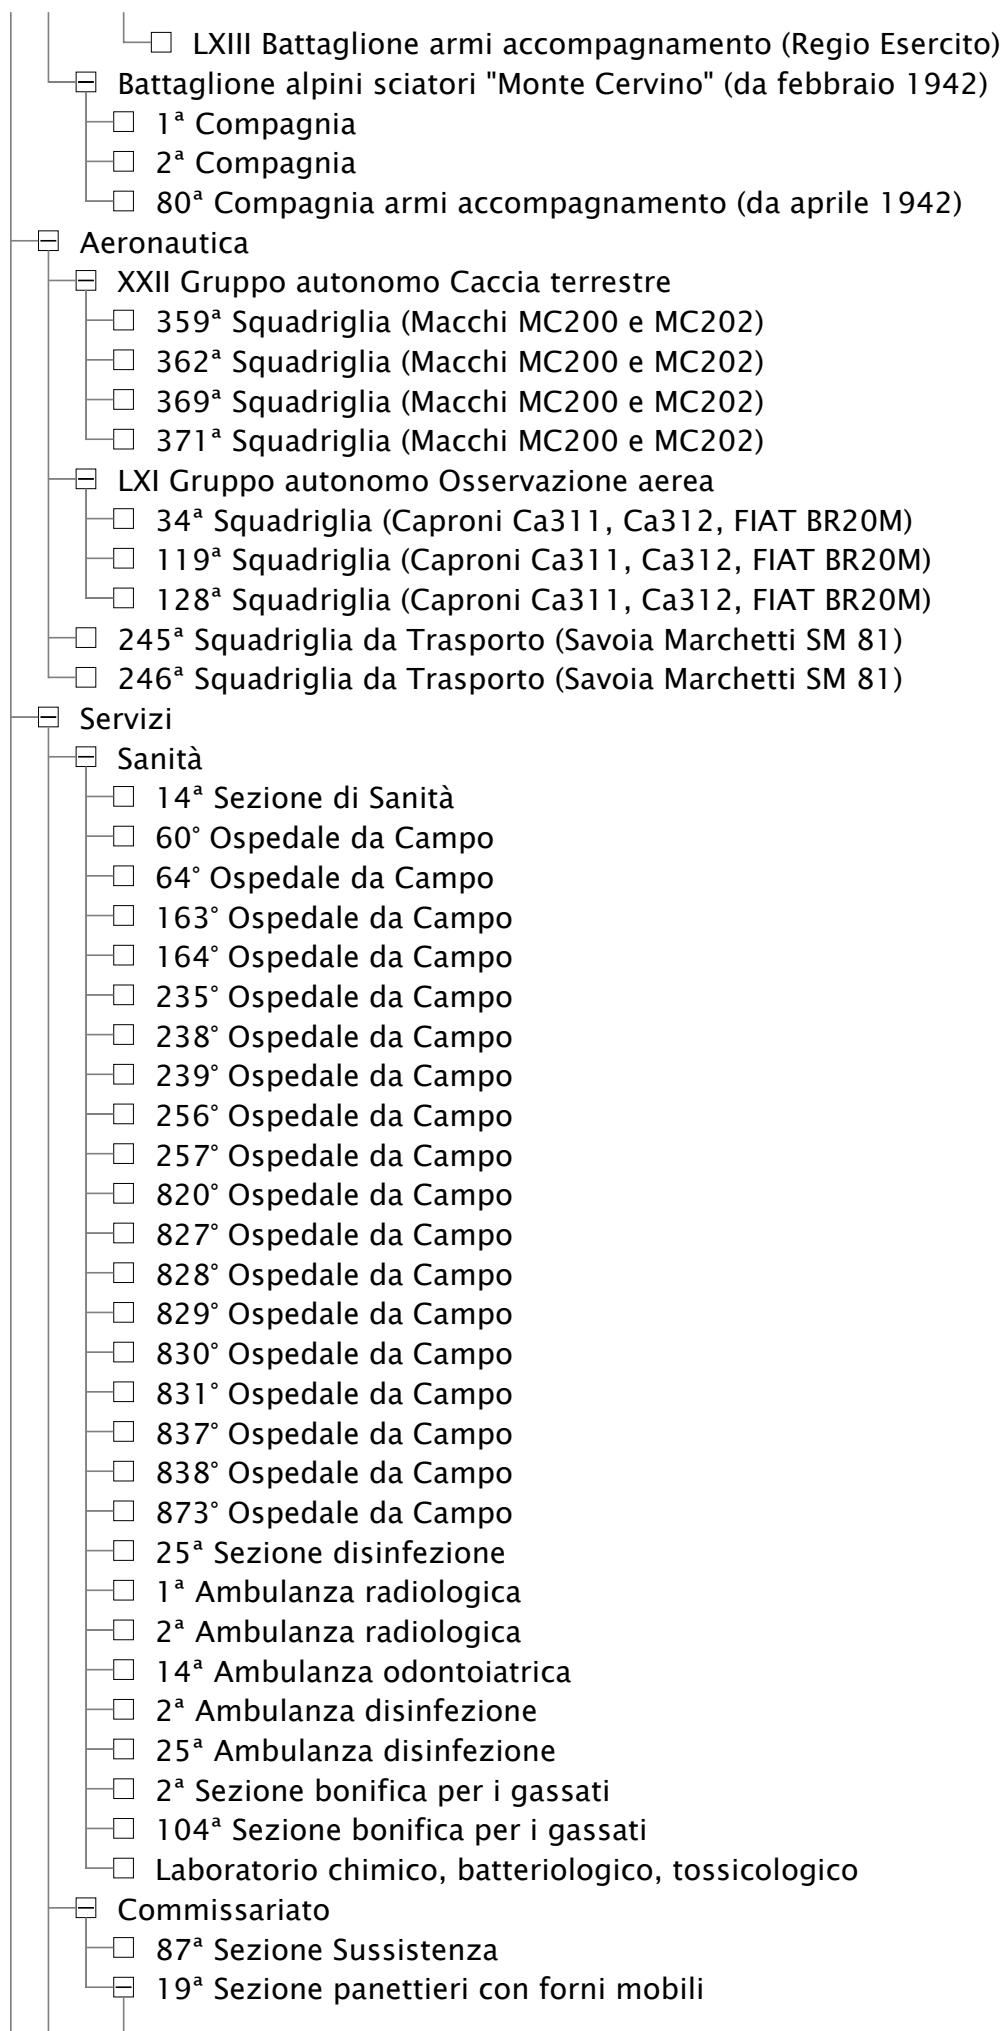 LXIII Battaglione armi accompagnamento (Regio Esercito)
Battaglione alpini sciatori "Monte Cervino" (da febbraio 1942)
1ª Compagnia
2ª Compagnia
80ª Compagnia armi accompagnamento (da aprile 1942)
Aeronautica
XXII Gruppo autonomo Caccia terrestre
359ª Squadriglia (Macchi MC200 e MC202)
362ª Squadriglia (Macchi MC200 e MC202)
369ª Squadriglia (Macchi MC200 e MC202)
371ª Squadriglia (Macchi MC200 e MC202)
LXI Gruppo autonomo Osservazione aerea
34ª Squadriglia (Caproni Ca311, Ca312, FIAT BR20M)
119ª Squadriglia (Caproni Ca311, Ca312, FIAT BR20M)
128ª Squadriglia (Caproni Ca311, Ca312, FIAT BR20M)
245ª Squadriglia da Trasporto (Savoia Marchetti SM 81)
246ª Squadriglia da Trasporto (Savoia Marchetti SM 81)
Servizi
Sanità
14ª Sezione di Sanità
60° Ospedale da Campo
64° Ospedale da Campo
163° Ospedale da Campo
164° Ospedale da Campo
235° Ospedale da Campo
238° Ospedale da Campo
239° Ospedale da Campo
256° Ospedale da Campo
257° Ospedale da Campo
820° Ospedale da Campo
827° Ospedale da Campo
828° Ospedale da Campo
829° Ospedale da Campo
830° Ospedale da Campo
831° Ospedale da Campo
837° Ospedale da Campo
838° Ospedale da Campo
873° Ospedale da Campo
25ª Sezione disinfezione
1ª Ambulanza radiologica
2ª Ambulanza radiologica
14ª Ambulanza odontoiatrica
2ª Ambulanza disinfezione
25ª Ambulanza disinfezione
2ª Sezione bonifica per i gassati
104ª Sezione bonifica per i gassati
Laboratorio chimico, batteriologico, tossicologico
Commissariato
87ª Sezione Sussistenza
19ª Sezione panettieri con forni mobili